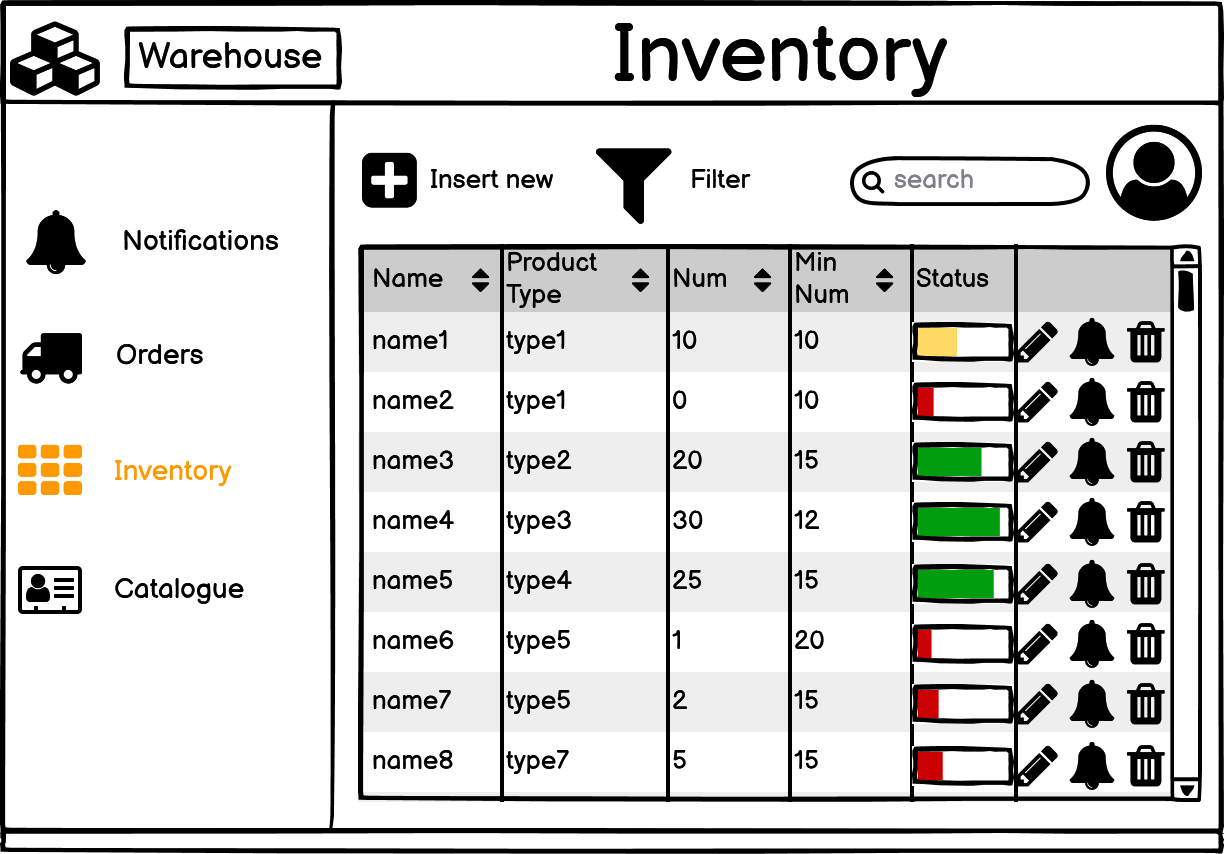 Warehouse
Inventory
Notifications
Orders
Inventory
Catalogue
Insert new
Filter
search
Name Product Type Num Min Num Status
name1 type1 10 10
name2 type1 0 10
name3 type2 20 15
name4 type3 30 12
name5 type4 25 15
name6 type5 1 20
name7 type5 2 15
name8 type7 5 15